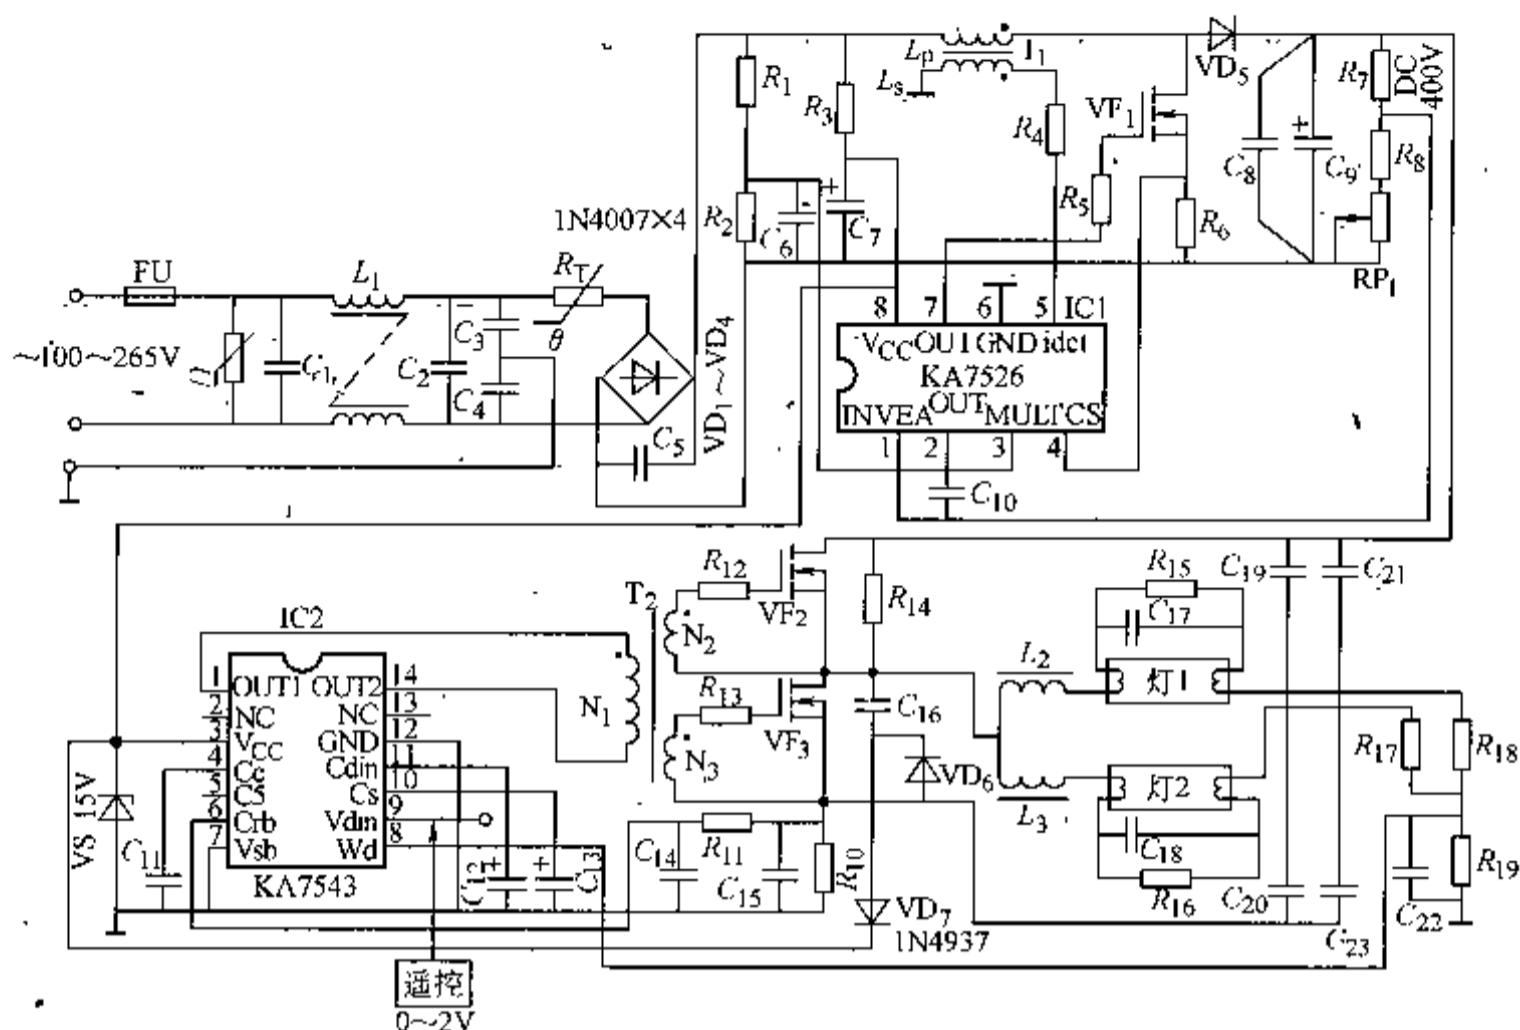 Lp
T1
Ls
R1
R3
R4
VF1
VD5
R7
DC
400V
R8
C8
C9
R5
R6
RP1
1N4007×4
R2
C6
C7
FU
L1
RT
θ
~100~265V
C1
C2
C3
C4
VD1~VD4
C5
8 7 6 5 IC1
VCC OUT GND idet
KA7526
INV EA OUT MULT CS
1 2 3 4
C10
R12
VF2
T2
N2
R14
R15
C17
C19
C21
IC2
1 OUT1 OUT2 14
2 NC NC 13
3 VCC GND 12
4 Cc Cdin 11
5 Cs 10
6 Crb Vdin 9
7 Vsb Wd 8
KA7543
N1
R13
VF3
N3
C16
VD6
L2
灯1
L3
灯2
R17
R18
VS 15V
C11
C12
C13
C14
R11
C15
R10
VD7
1N4937
C18
R16
C20
C23
C22
R19
遥控
0~2V